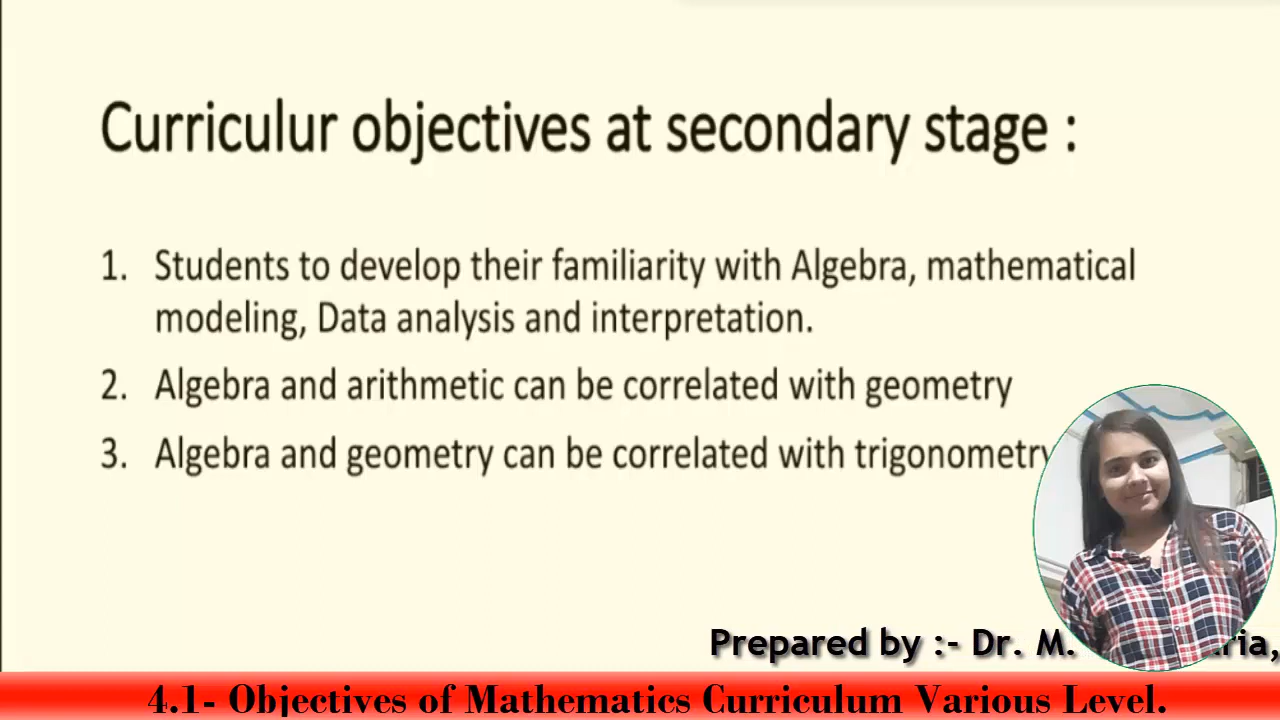 Curriculur objectives at secondary stage :
1. Students to develop their familiarity with Algebra, mathematical
modeling, Data analysis and interpretation.
2. Algebra and arithmetic can be correlated with geometry
3. Algebra and geometry can be correlated with trigonometry
Prepared by :- Dr. M.
4.1- Objectives of Mathematics Curriculum Various Level.